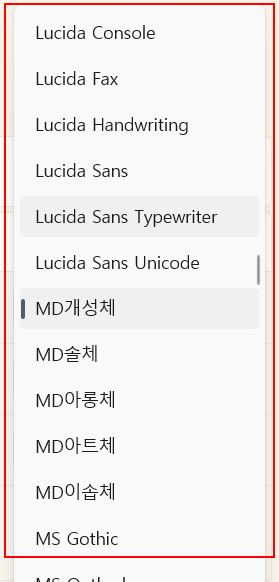 Lucida Console
Lucida Fax
Lucida Handwriting
Lucida Sans
Lucida Sans Typewriter
Lucida Sans Unicode
MD개성체
MD솔체
MD아롱체
MD아트체
MD이솝체
MS Gothic